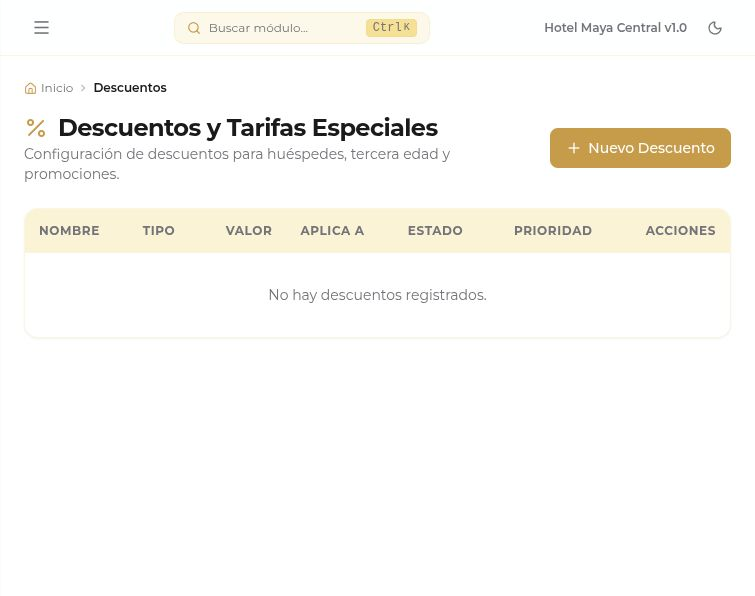 Buscar módulo...
Ctrl K
Hotel Maya Central v1.0
Inicio
Descuentos
Descuentos y Tarifas Especiales
Configuración de descuentos para huéspedes, tercera edad y
promociones.
Nuevo Descuento
NOMBRE TIPO VALOR APLICA A ESTADO PRIORIDAD ACCIONES
No hay descuentos registrados.